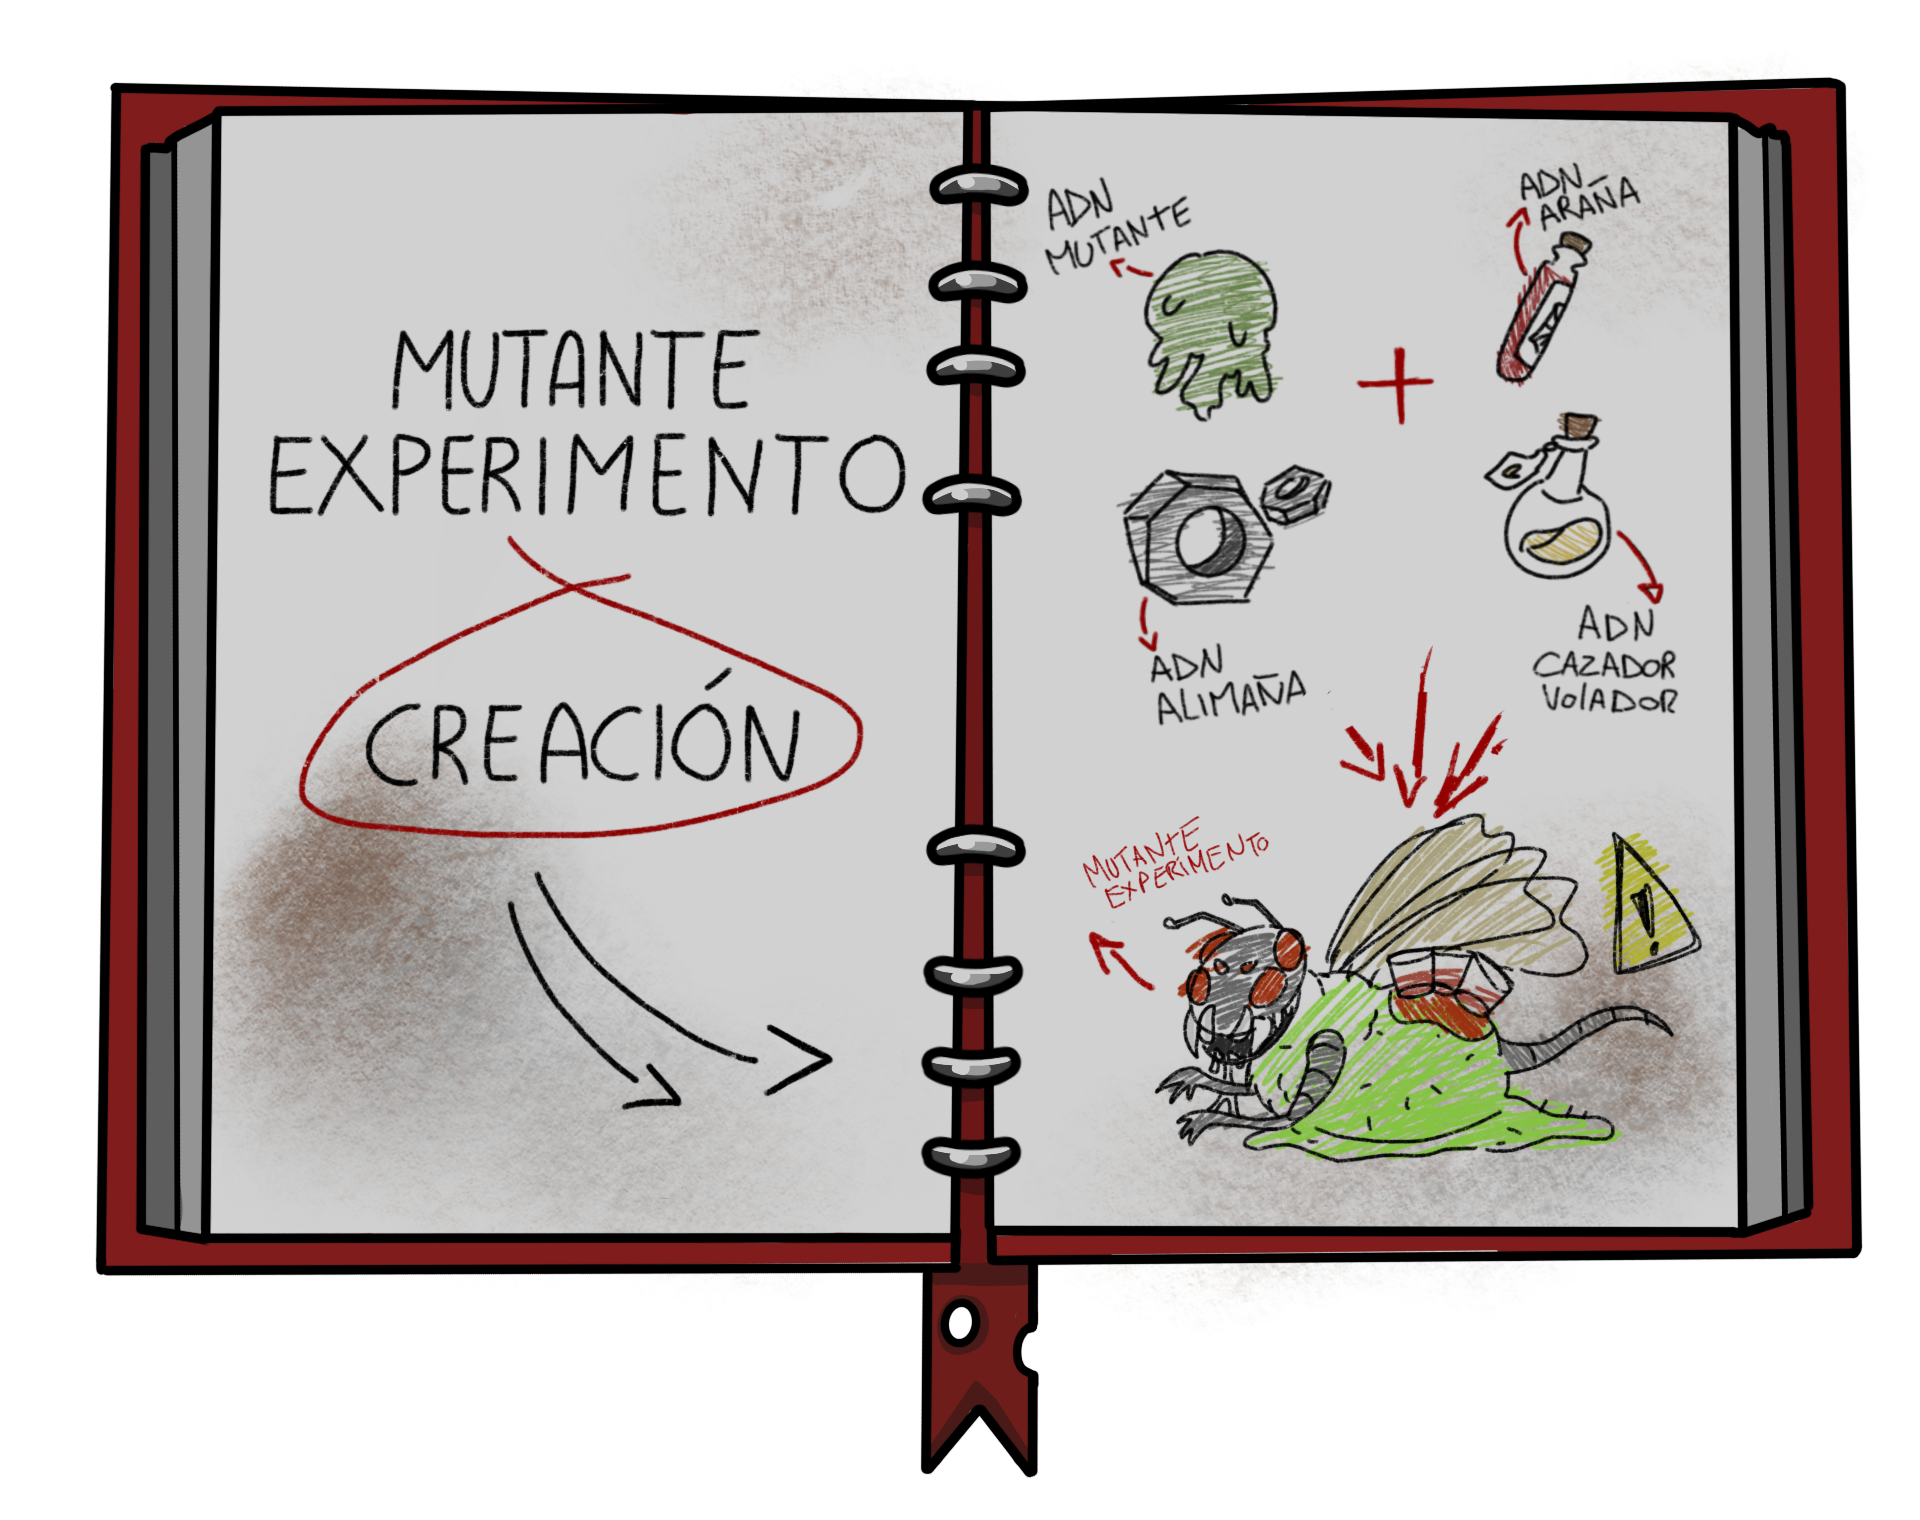 MUTANTE
EXPERIMENTO
CREACIÓN
ADN
MUTANTE
ADN
ARAÑA
ADN
ALIMAÑA
ADN
CAZADOR
VOlADOR
MUTANTE
EXPERIMENTO
!